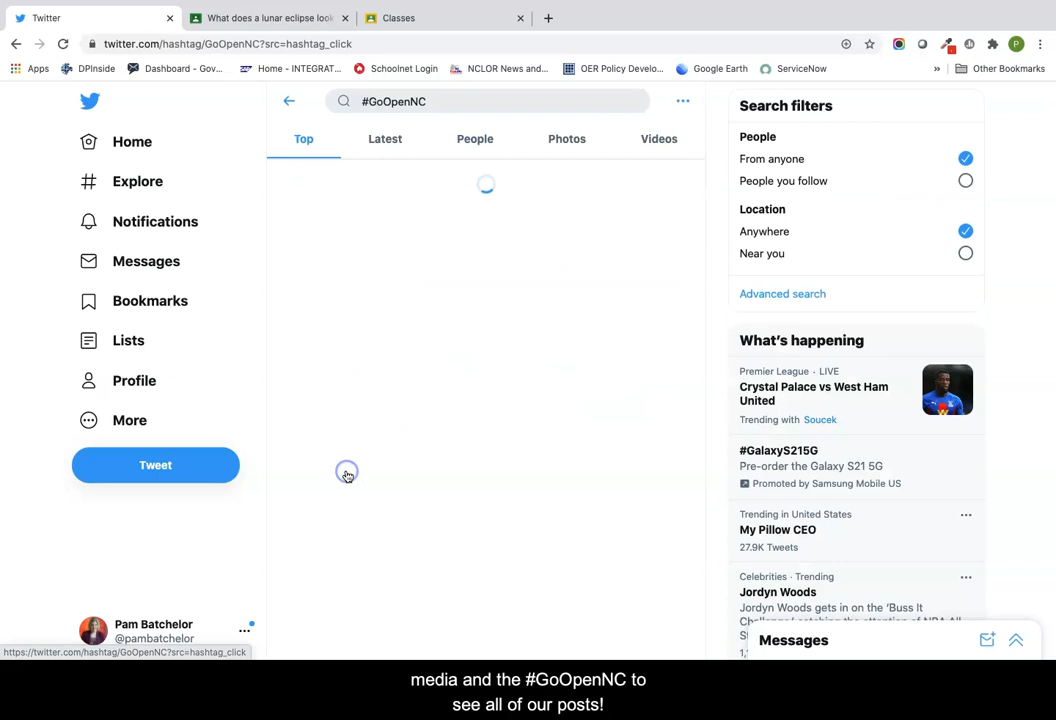 Twitter
What does a lunar eclipse look
Classes
twitter.com/hashtag/GoOpenNC?src=hashtag_click
Apps
DPInside
Dashboard - Gov...
Home - INTEGRAT...
Schoolnet Login
NCLOR News and...
OER Policy Develo...
Google Earth
ServiceNow
»
Other Bookmarks
#GoOpenNC
Top
Latest
People
Photos
Videos
Home
Explore
Notifications
Messages
Bookmarks
Lists
Profile
More
Tweet
Pam Batchelor
@pambatchelor
https://twitter.com/hashtag/GoOpenNC?src=hashtag_click
Search filters
People
From anyone
People you follow
Location
Anywhere
Near you
Advanced search
What's happening
Premier League · LIVE
Crystal Palace vs West Ham
United
Trending with Soucek
#GalaxyS215G
Pre-order the Galaxy S21 5G
Promoted by Samsung Mobile US
Trending in United States
My Pillow CEO
27.9K Tweets
Celebrities · Trending
Jordyn Woods
Jordyn Woods gets in on the 'Buss It
Messages
media and the #GoOpenNC to
see all of our posts!